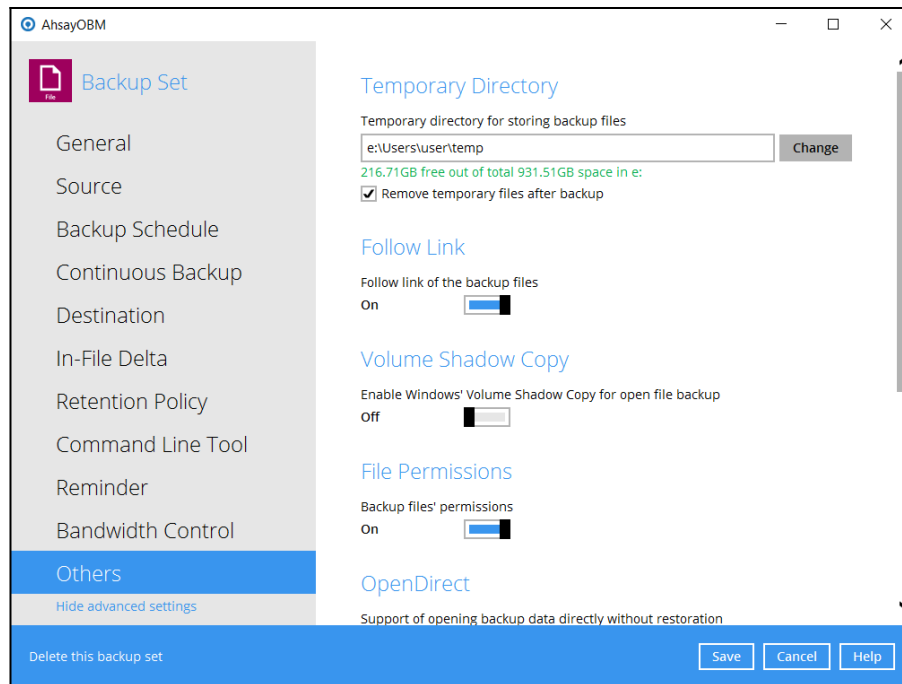 AhsayOBM
File
Backup Set
General
Source
Backup Schedule
Continuous Backup
Destination
In-File Delta
Retention Policy
Command Line Tool
Reminder
Bandwidth Control
Others
Hide advanced settings
Temporary Directory
Temporary directory for storing backup files
e:\Users\user\temp
Change
216.71GB free out of total 931.51GB space in e:
Remove temporary files after backup
Follow Link
Follow link of the backup files
On
Volume Shadow Copy
Enable Windows' Volume Shadow Copy for open file backup
Off
File Permissions
Backup files' permissions
On
OpenDirect
Support of opening backup data directly without restoration
Delete this backup set
Save
Cancel
Help